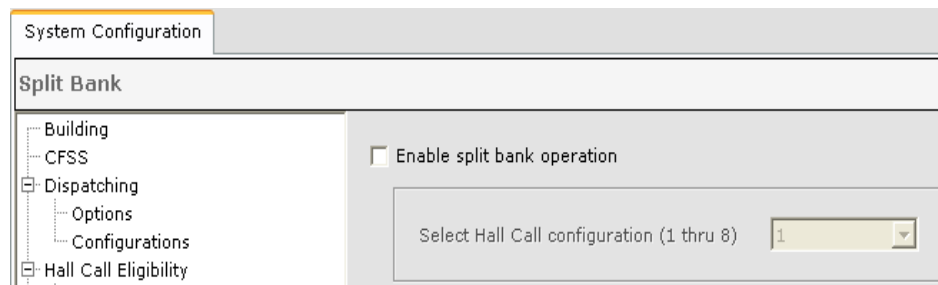 System Configuration
Split Bank
Building
CFSS
Dispatching
Options
Configurations
Hall Call Eligibility
Enable split bank operation
Select Hall Call configuration (1 thru 8) 1